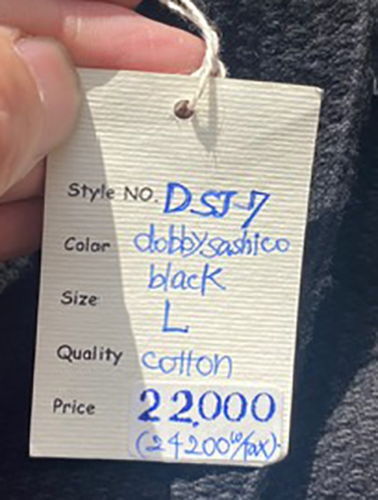 Style NO. DSJ-7
Color dobbysashico
black
Size L
Quality cotton
Price 22,000
(24200 w/tax).